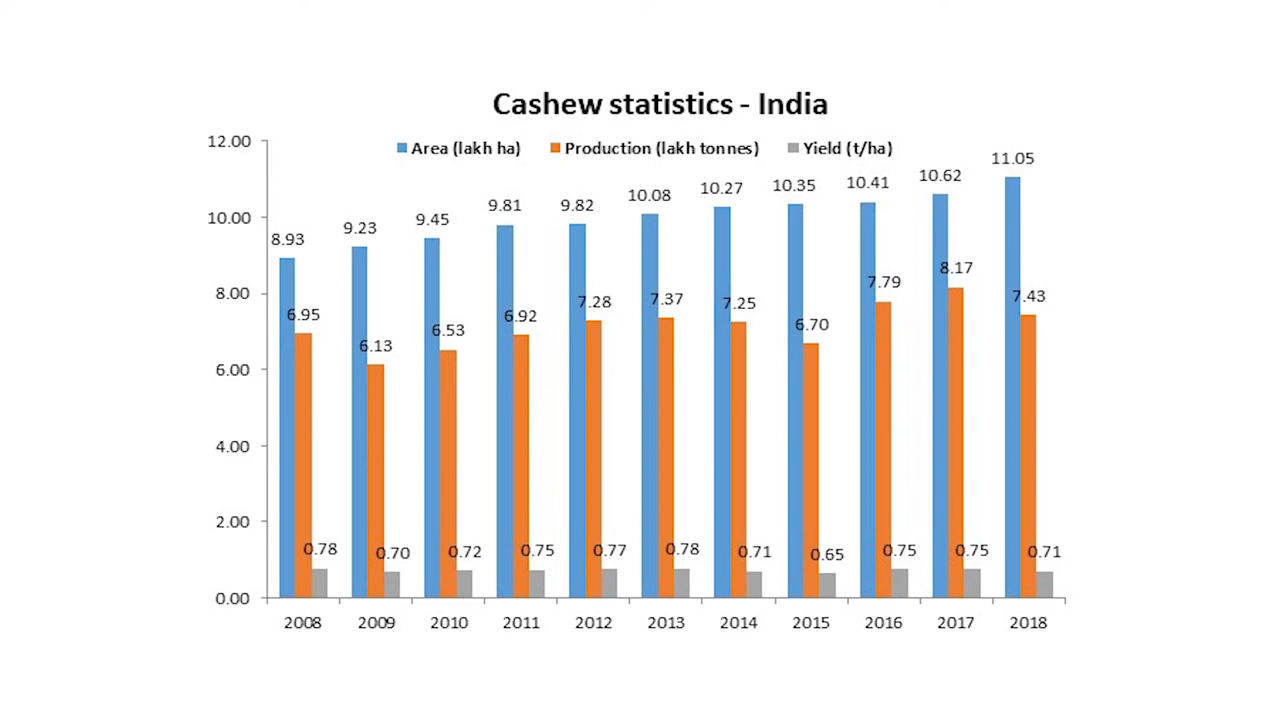 Cashew statistics - India
Area (lakh ha) Production (lakh tonnes) Yield (t/ha)
12.00
10.00
8.00
6.00
4.00
2.00
0.00
8.93 9.23 9.45 9.81 9.82 10.08 10.27 10.35 10.41 10.62 11.05
6.95 6.13 6.53 6.92 7.28 7.37 7.25 6.70 7.79 8.17 7.43
0.78 0.70 0.72 0.75 0.77 0.78 0.71 0.65 0.75 0.75 0.71
2008 2009 2010 2011 2012 2013 2014 2015 2016 2017 2018